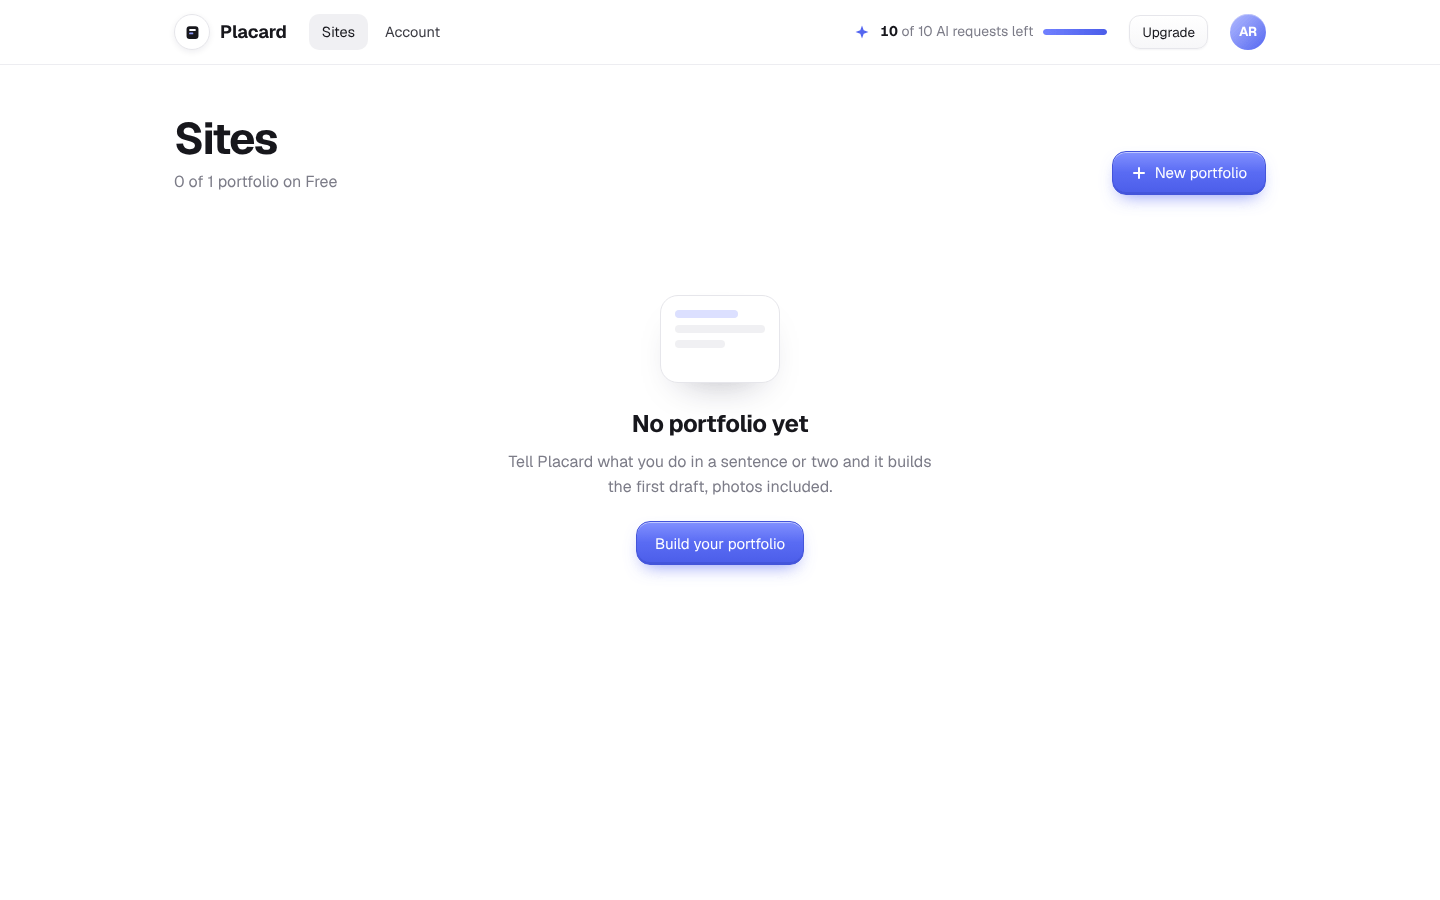 Placard
Sites
Account
10 of 10 AI requests left
Upgrade
AR
Sites
0 of 1 portfolio on Free
New portfolio
No portfolio yet
Tell Placard what you do in a sentence or two and it builds
the first draft, photos included.
Build your portfolio